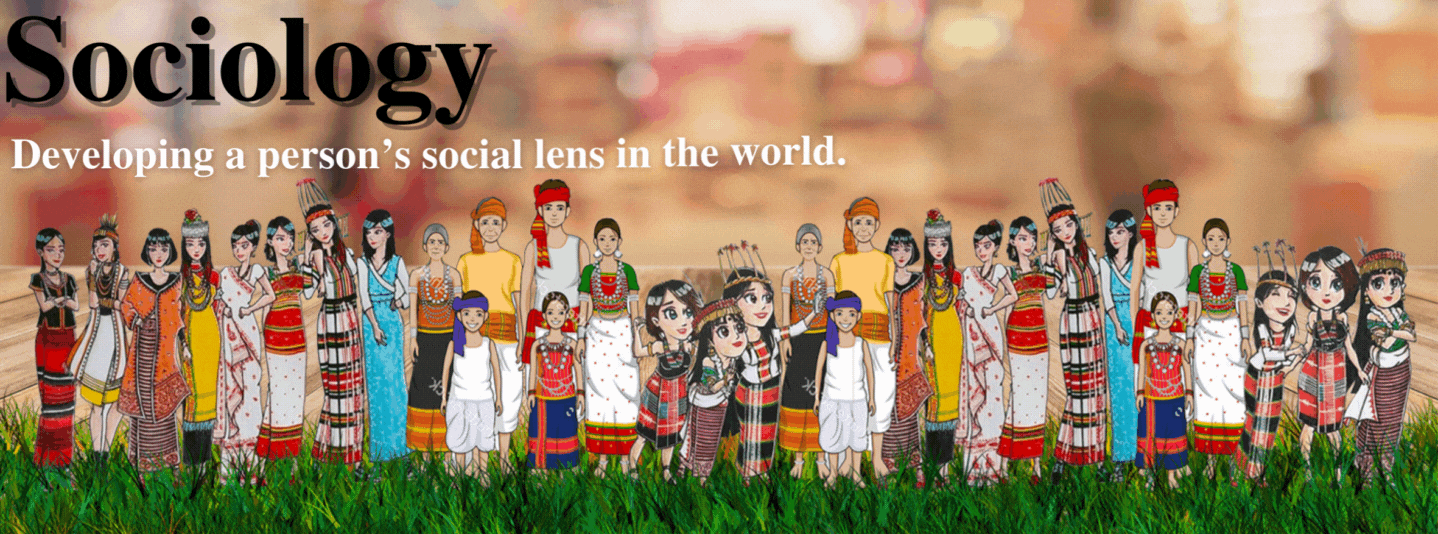 Sociology
Developing a person’s social lens in the world.